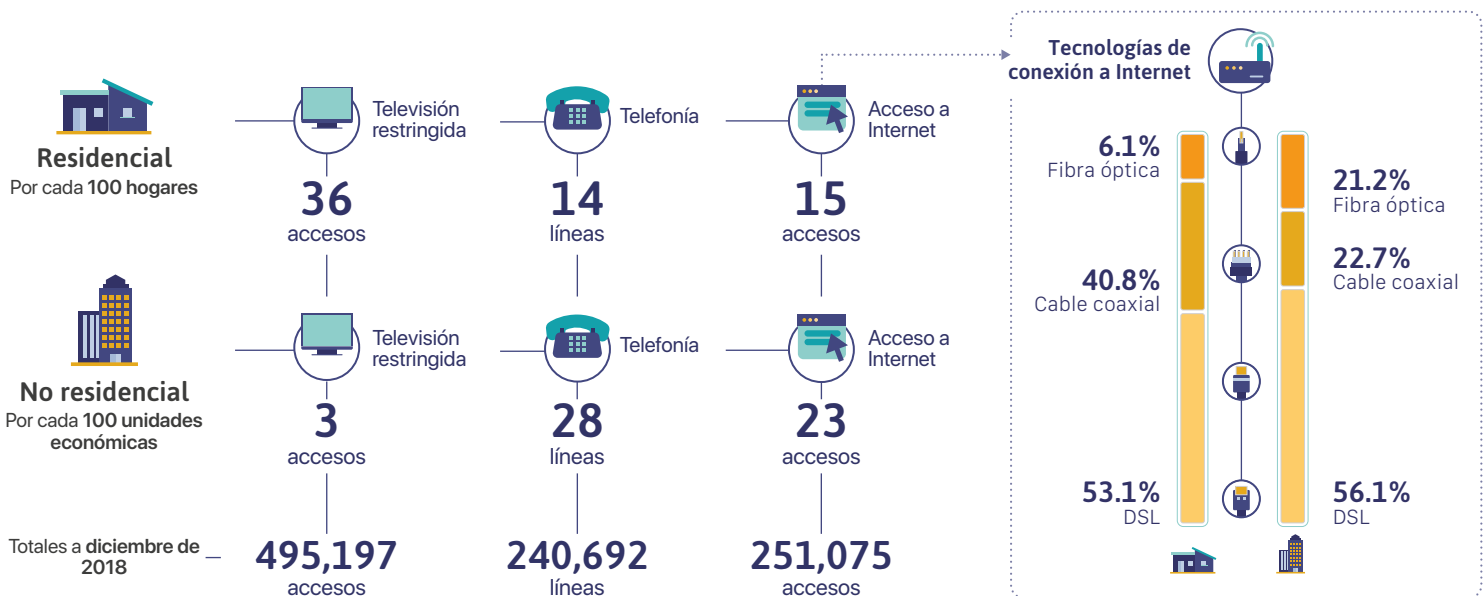 Residencial
Por cada 100 hogares
Televisión
restringida
36
accesos
Telefonía
14
líneas
Acceso a
Internet
15
accesos
No residencial
Por cada 100 unidades
económicas
Televisión
restringida
3
accesos
Telefonía
28
líneas
Acceso a
Internet
23
accesos
Totales a diciembre de
2018
495,197
accesos
240,692
líneas
251,075
accesos
Tecnologías de
conexión a Internet
6.1%
Fibra óptica
40.8%
Cable coaxial
53.1%
DSL
21.2%
Fibra óptica
22.7%
Cable coaxial
56.1%
DSL